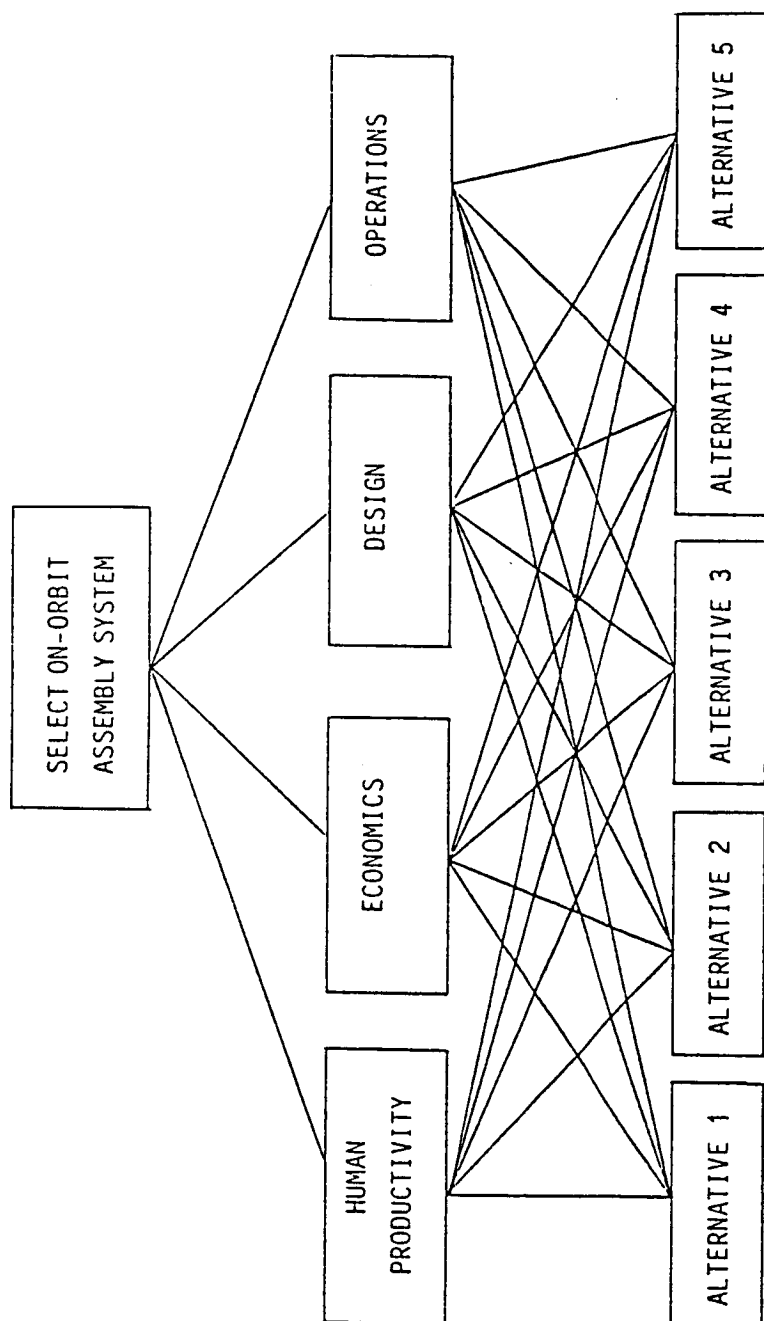 SELECT ON-ORBIT
ASSEMBLY SYSTEM
HUMAN
PRODUCTIVITY
ECONOMICS
DESIGN
OPERATIONS
ALTERNATIVE 1
ALTERNATIVE 2
ALTERNATIVE 3
ALTERNATIVE 4
ALTERNATIVE 5